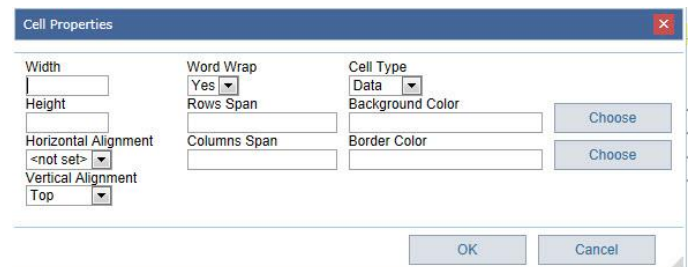 Cell Properties
Width Word Wrap Cell Type
Yes Data
Height Rows Span Background Color
Choose
Horizontal Alignment Columns Span Border Color
<not set> Choose
Vertical Alignment
Top
OK Cancel